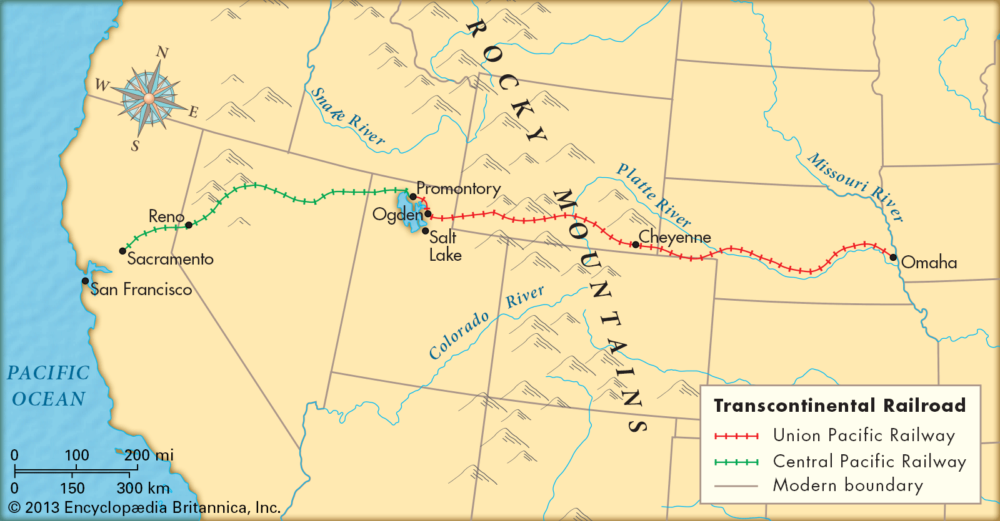 N
W
E
S
ROCKY
MOUNTAINS
Snake River
Platte River
Missouri River
Colorado River
Promontory
Ogden
Salt
Lake
Reno
Sacramento
San Francisco
Cheyenne
Omaha
PACIFIC
OCEAN
Transcontinental Railroad
Union Pacific Railway
Central Pacific Railway
Modern boundary
0 100 200 mi
0 150 300 km
© 2013 Encyclopædia Britannica, Inc.